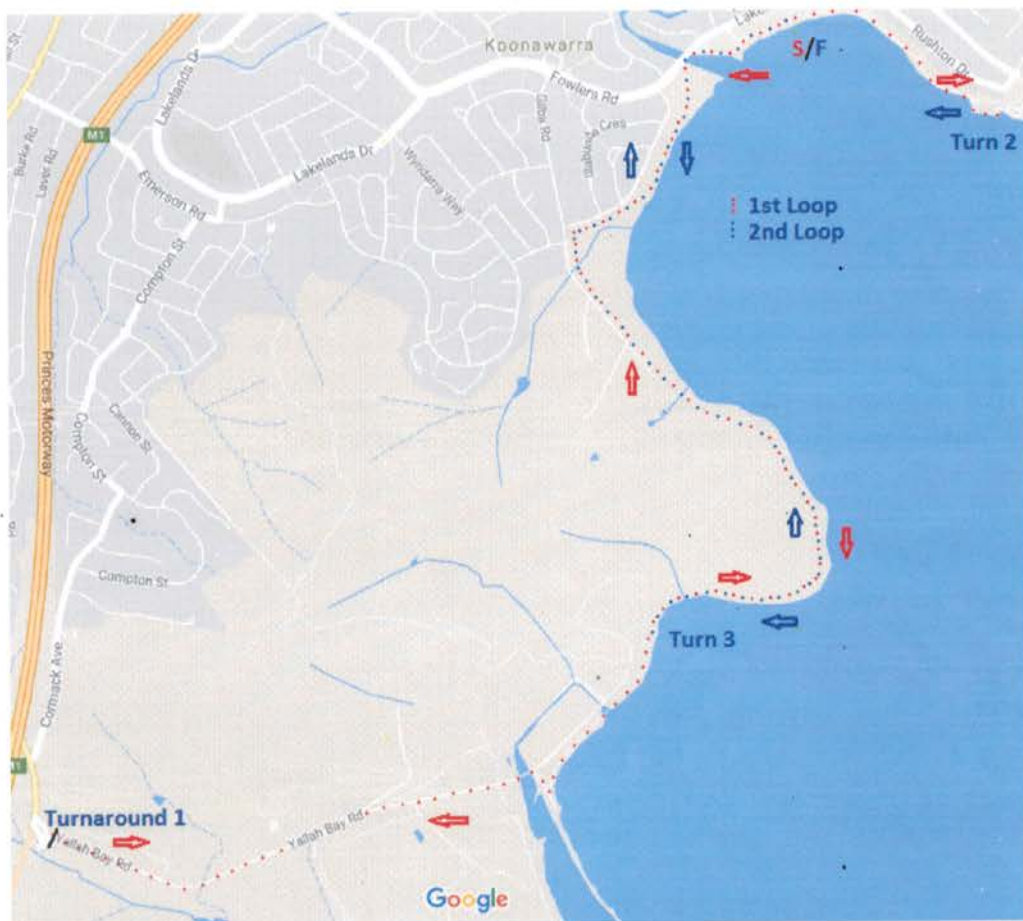 Lakelands Dr
Koonawarra
S/F
Rushton Dr
Fowlers Rd
Gilba Rd
M1
Burke Rd
Laver Rd
Lakelands Dr
Wyndarra Way
Turn 2
Emerson Rd
1st Loop
2nd Loop
Compton St
Princes Motorway
Cannon St
Compton St
Compton St
Turn 3
Cormack Ave
Turnaround 1
Yallah Bay Rd
Yallah Bay Rd
Google